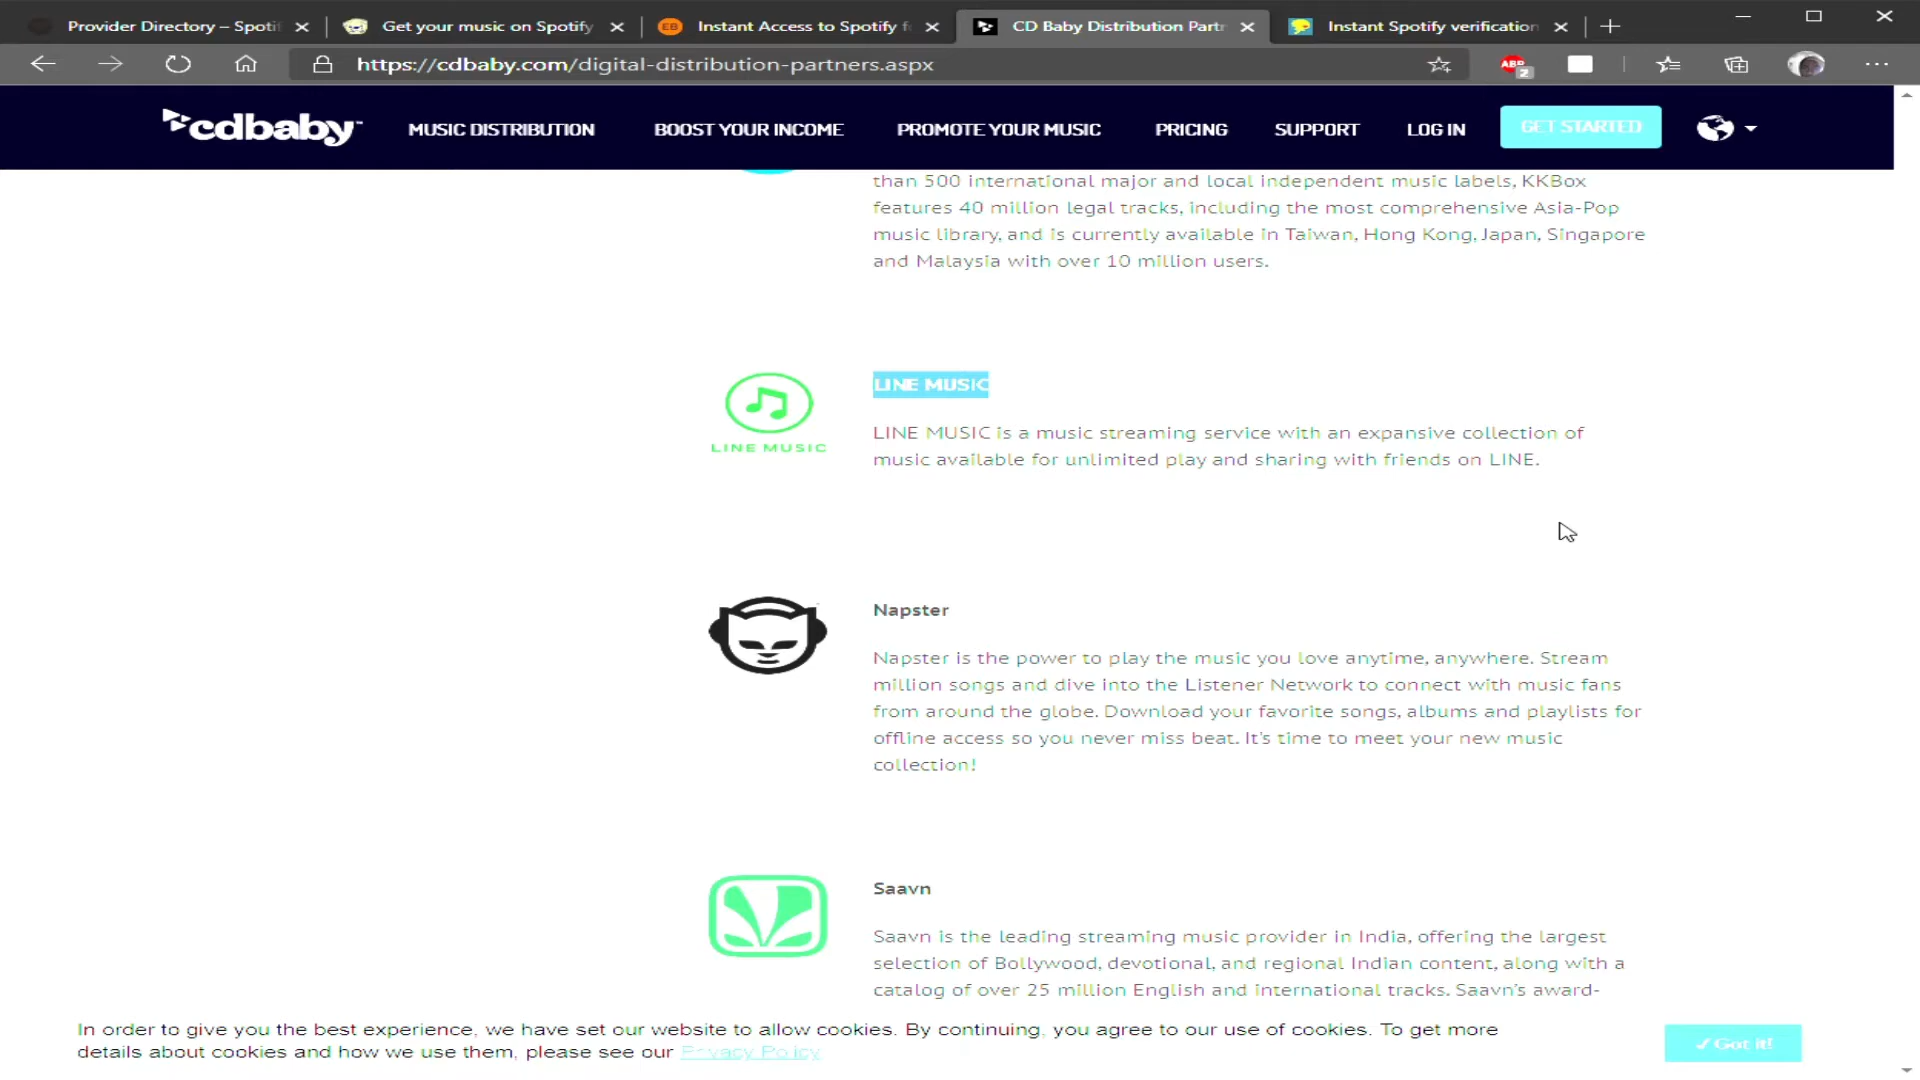 Provider Directory – Spoti
Get your music on Spotify
Instant Access to Spotify f
CD Baby Distribution Partn
Instant Spotify verification
https://cdbaby.com/digital-distribution-partners.aspx
ABP
2
cdbaby
MUSIC DISTRIBUTION
BOOST YOUR INCOME
PROMOTE YOUR MUSIC
PRICING
SUPPORT
LOG IN
GET STARTED
than 500 international major and local independent music labels, KKBox
features 40 million legal tracks, including the most comprehensive Asia-Pop
music library, and is currently available in Taiwan, Hong Kong, Japan, Singapore
and Malaysia with over 10 million users.
LINE MUSIC
LINE MUSIC
LINE MUSIC is a music streaming service with an expansive collection of
music available for unlimited play and sharing with friends on LINE.
Napster
Napster is the power to play the music you love anytime, anywhere. Stream
million songs and dive into the Listener Network to connect with music fans
from around the globe. Download your favorite songs, albums and playlists for
offline access so you never miss beat. It's time to meet your new music
collection!
Saavn
Saavn is the leading streaming music provider in India, offering the largest
selection of Bollywood, devotional, and regional Indian content, along with a
catalog of over 25 million English and international tracks. Saavn's award-
In order to give you the best experience, we have set our website to allow cookies. By continuing, you agree to our use of cookies. To get more
details about cookies and how we use them, please see our Privacy Policy
✓ Got it!